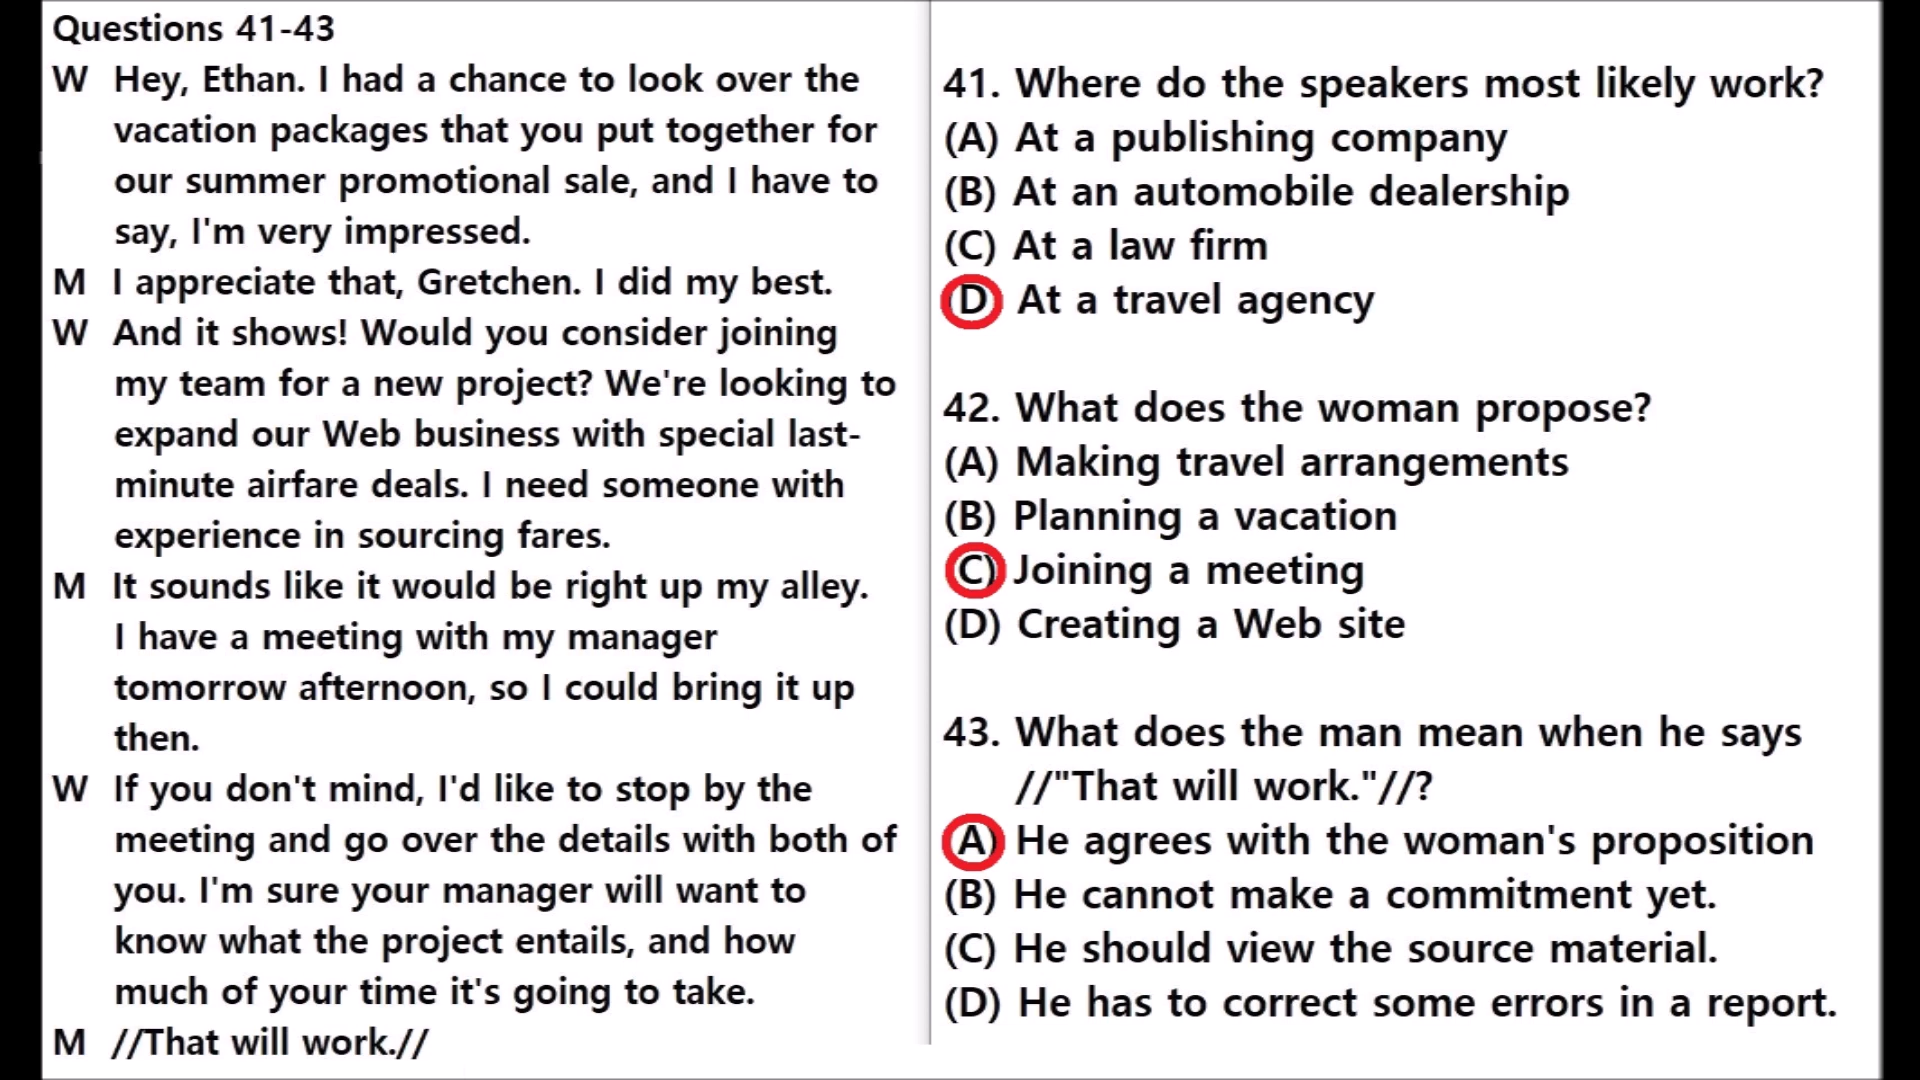 Questions 41-43
W Hey, Ethan. I had a chance to look over the
vacation packages that you put together for
our summer promotional sale, and I have to
say, I'm very impressed.
M I appreciate that, Gretchen. I did my best.
W And it shows! Would you consider joining
my team for a new project? We're looking to
expand our Web business with special last-
minute airfare deals. I need someone with
experience in sourcing fares.
M It sounds like it would be right up my alley.
I have a meeting with my manager
tomorrow afternoon, so I could bring it up
then.
W If you don't mind, I'd like to stop by the
meeting and go over the details with both of
you. I'm sure your manager will want to
know what the project entails, and how
much of your time it's going to take.
M //That will work.//
41. Where do the speakers most likely work?
(A) At a publishing company
(B) At an automobile dealership
(C) At a law firm
(D) At a travel agency
42. What does the woman propose?
(A) Making travel arrangements
(B) Planning a vacation
(C) Joining a meeting
(D) Creating a Web site
43. What does the man mean when he says
//"That will work."//?
(A) He agrees with the woman's proposition
(B) He cannot make a commitment yet.
(C) He should view the source material.
(D) He has to correct some errors in a report.